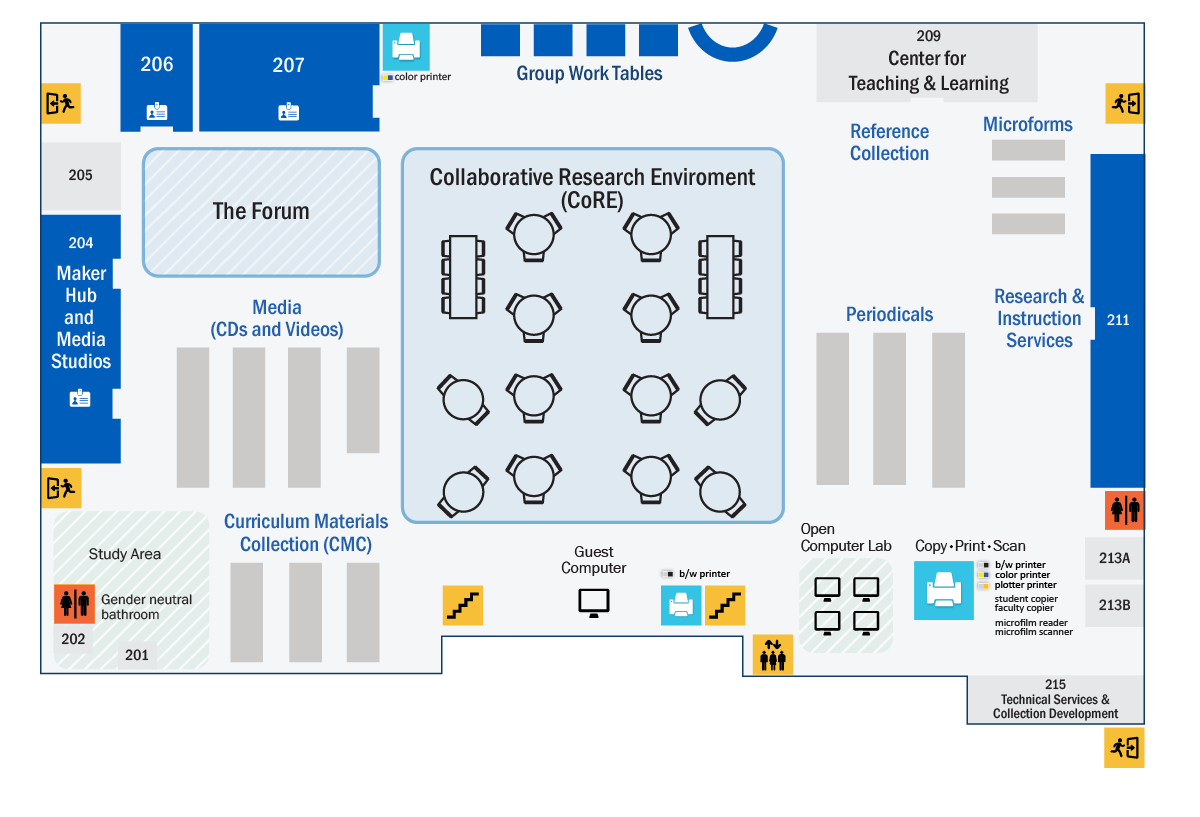 206
207
color printer
Group Work Tables
209
Center for
Teaching & Learning
Reference
Collection
Microforms
205
The Forum
Collaborative Research Enviroment
(CoRE)
204
Maker
Hub
and
Media
Studios
Media
(CDs and Videos)
Periodicals
Research &
Instruction
Services
211
Curriculum Materials
Collection (CMC)
Study Area
Gender neutral
bathroom
202
201
Guest
Computer
b/w printer
Open
Computer Lab
Copy • Print • Scan
b/w printer
color printer
plotter printer
student copier
faculty copier
microfilm reader
microfilm scanner
213A
213B
215
Technical Services &
Collection Development